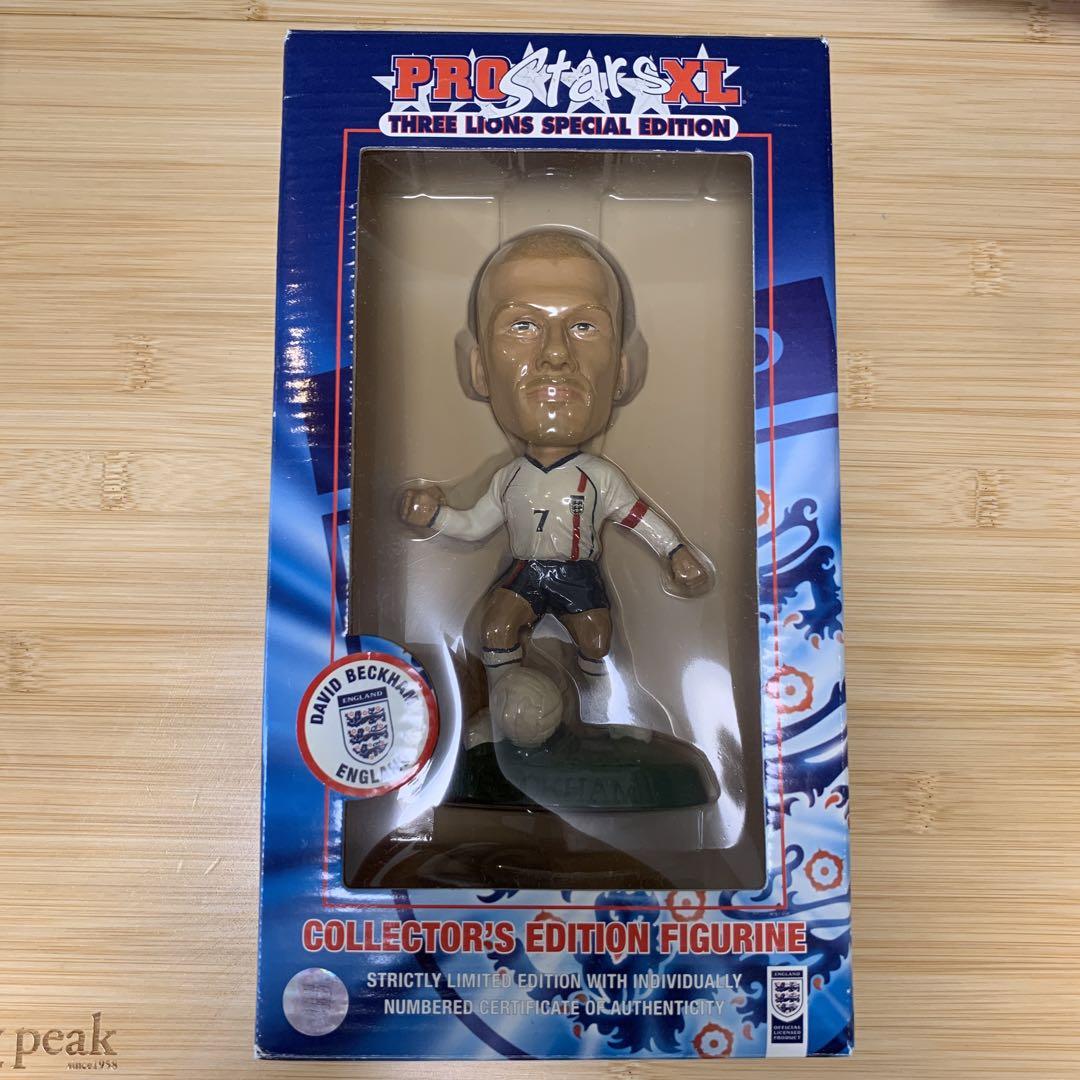 PROStarsXL
THREE LIONS SPECIAL EDITION
7
DAVID BECKHAM
ENGLAND
ENGLAND
COLLECTOR'S EDITION FIGURINE
STRICTLY LIMITED EDITION WITH INDIVIDUALLY
NUMBERED CERTIFICATE OF AUTHENTICITY
ENGLAND
OFFICIAL
LICENSED
PRODUCT
peak
since1958